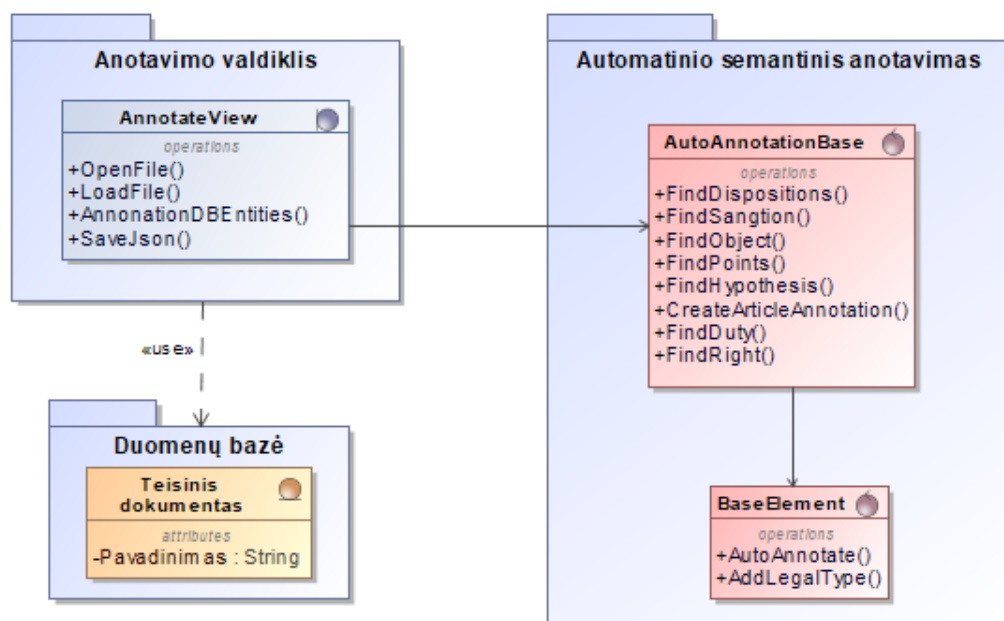 Anotavimo valdiklis
AnnotateView
operations
+OpenFile()
+LoadFile()
+AnnonationDBEntities()
+SaveJson()
«use»
Duomenų bazė
Teisinis
dokumentas
attributes
-Pavadinimas : String
Automatinio semantinis anotavimas
AutoAnnotationBase
operations
+FindDispositions()
+FindSangtion()
+FindObject()
+FindPoints()
+FindHypothesis()
+CreateArticleAnnotation()
+FindDuty()
+FindRight()
BaseElement
operations
+AutoAnnotate()
+AddLegalType()